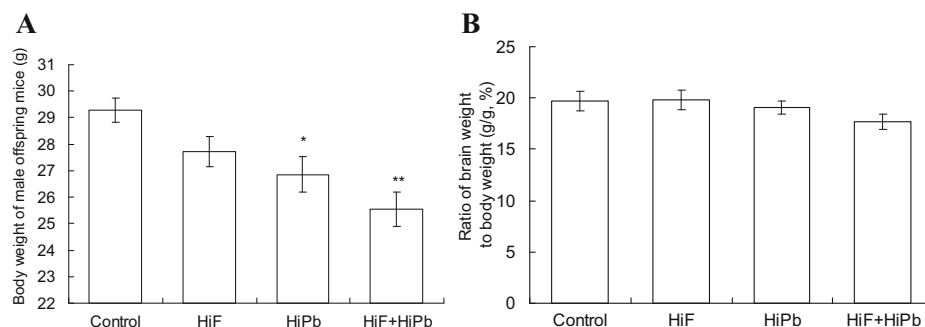 A
Body weight of male offspring mice (g)
31
30
29
28
27
26
25
24
23
22
*
**
Control HiF HiPb HiF+HiPb
B
Ratio of brain weight
to body weight (g/g, %)
25
20
15
10
5
0
Control HiF HiPb HiF+HiPb